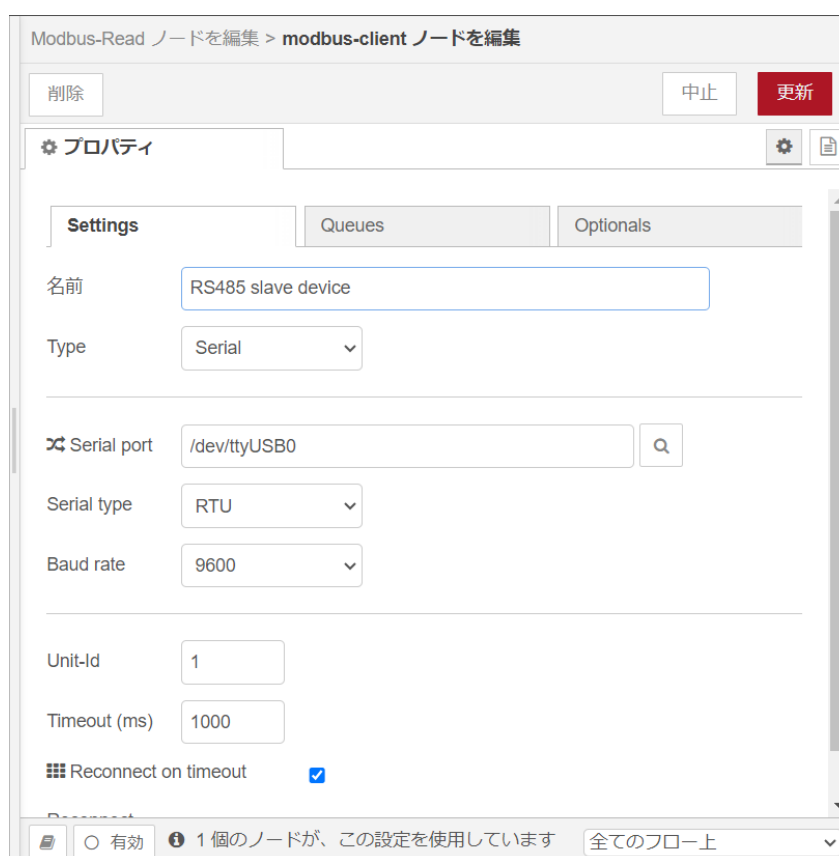 Modbus-Read ノードを編集 > modbus-client ノードを編集
削除 中止 更新
プロパティ
Settings Queues Optionals
名前 RS485 slave device
Type Serial
Serial port /dev/ttyUSB0
Serial type RTU
Baud rate 9600
Unit-Id 1
Timeout (ms) 1000
Reconnect on timeout
有効 1 個のノードが、この設定を使用しています 全てのフロー上